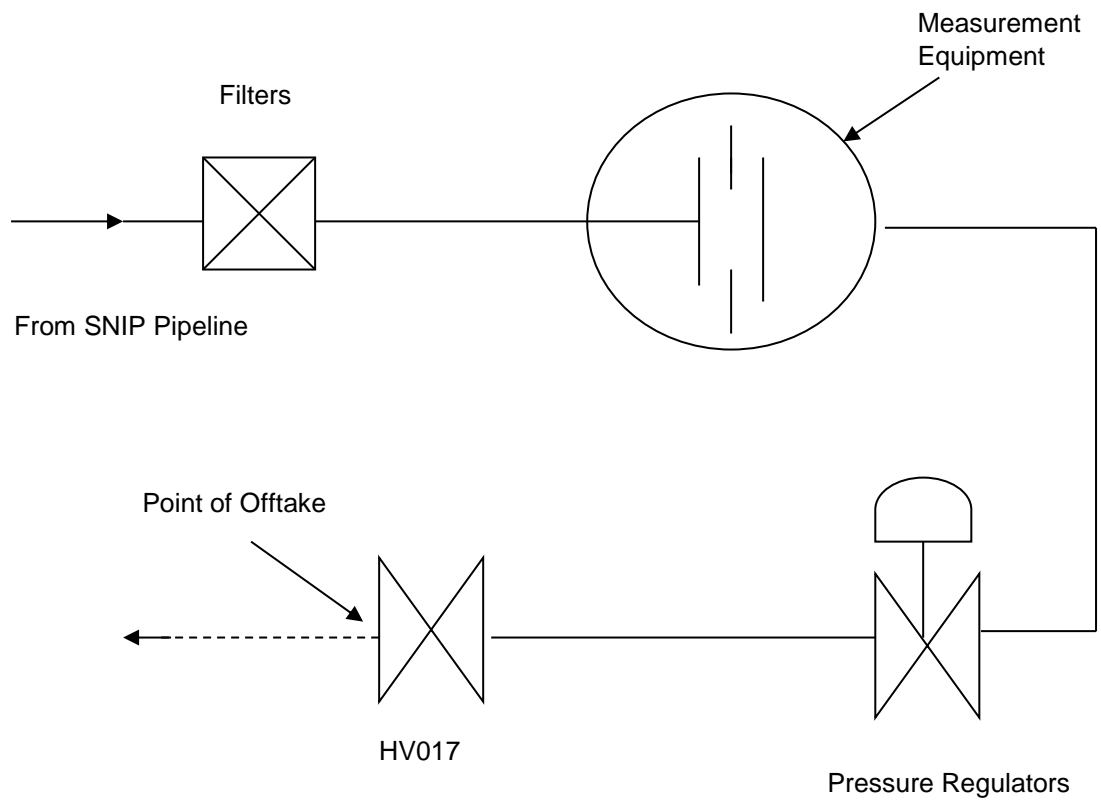 Measurement
Equipment
Filters
From SNIP Pipeline
Point of Offtake
HV017
Pressure Regulators